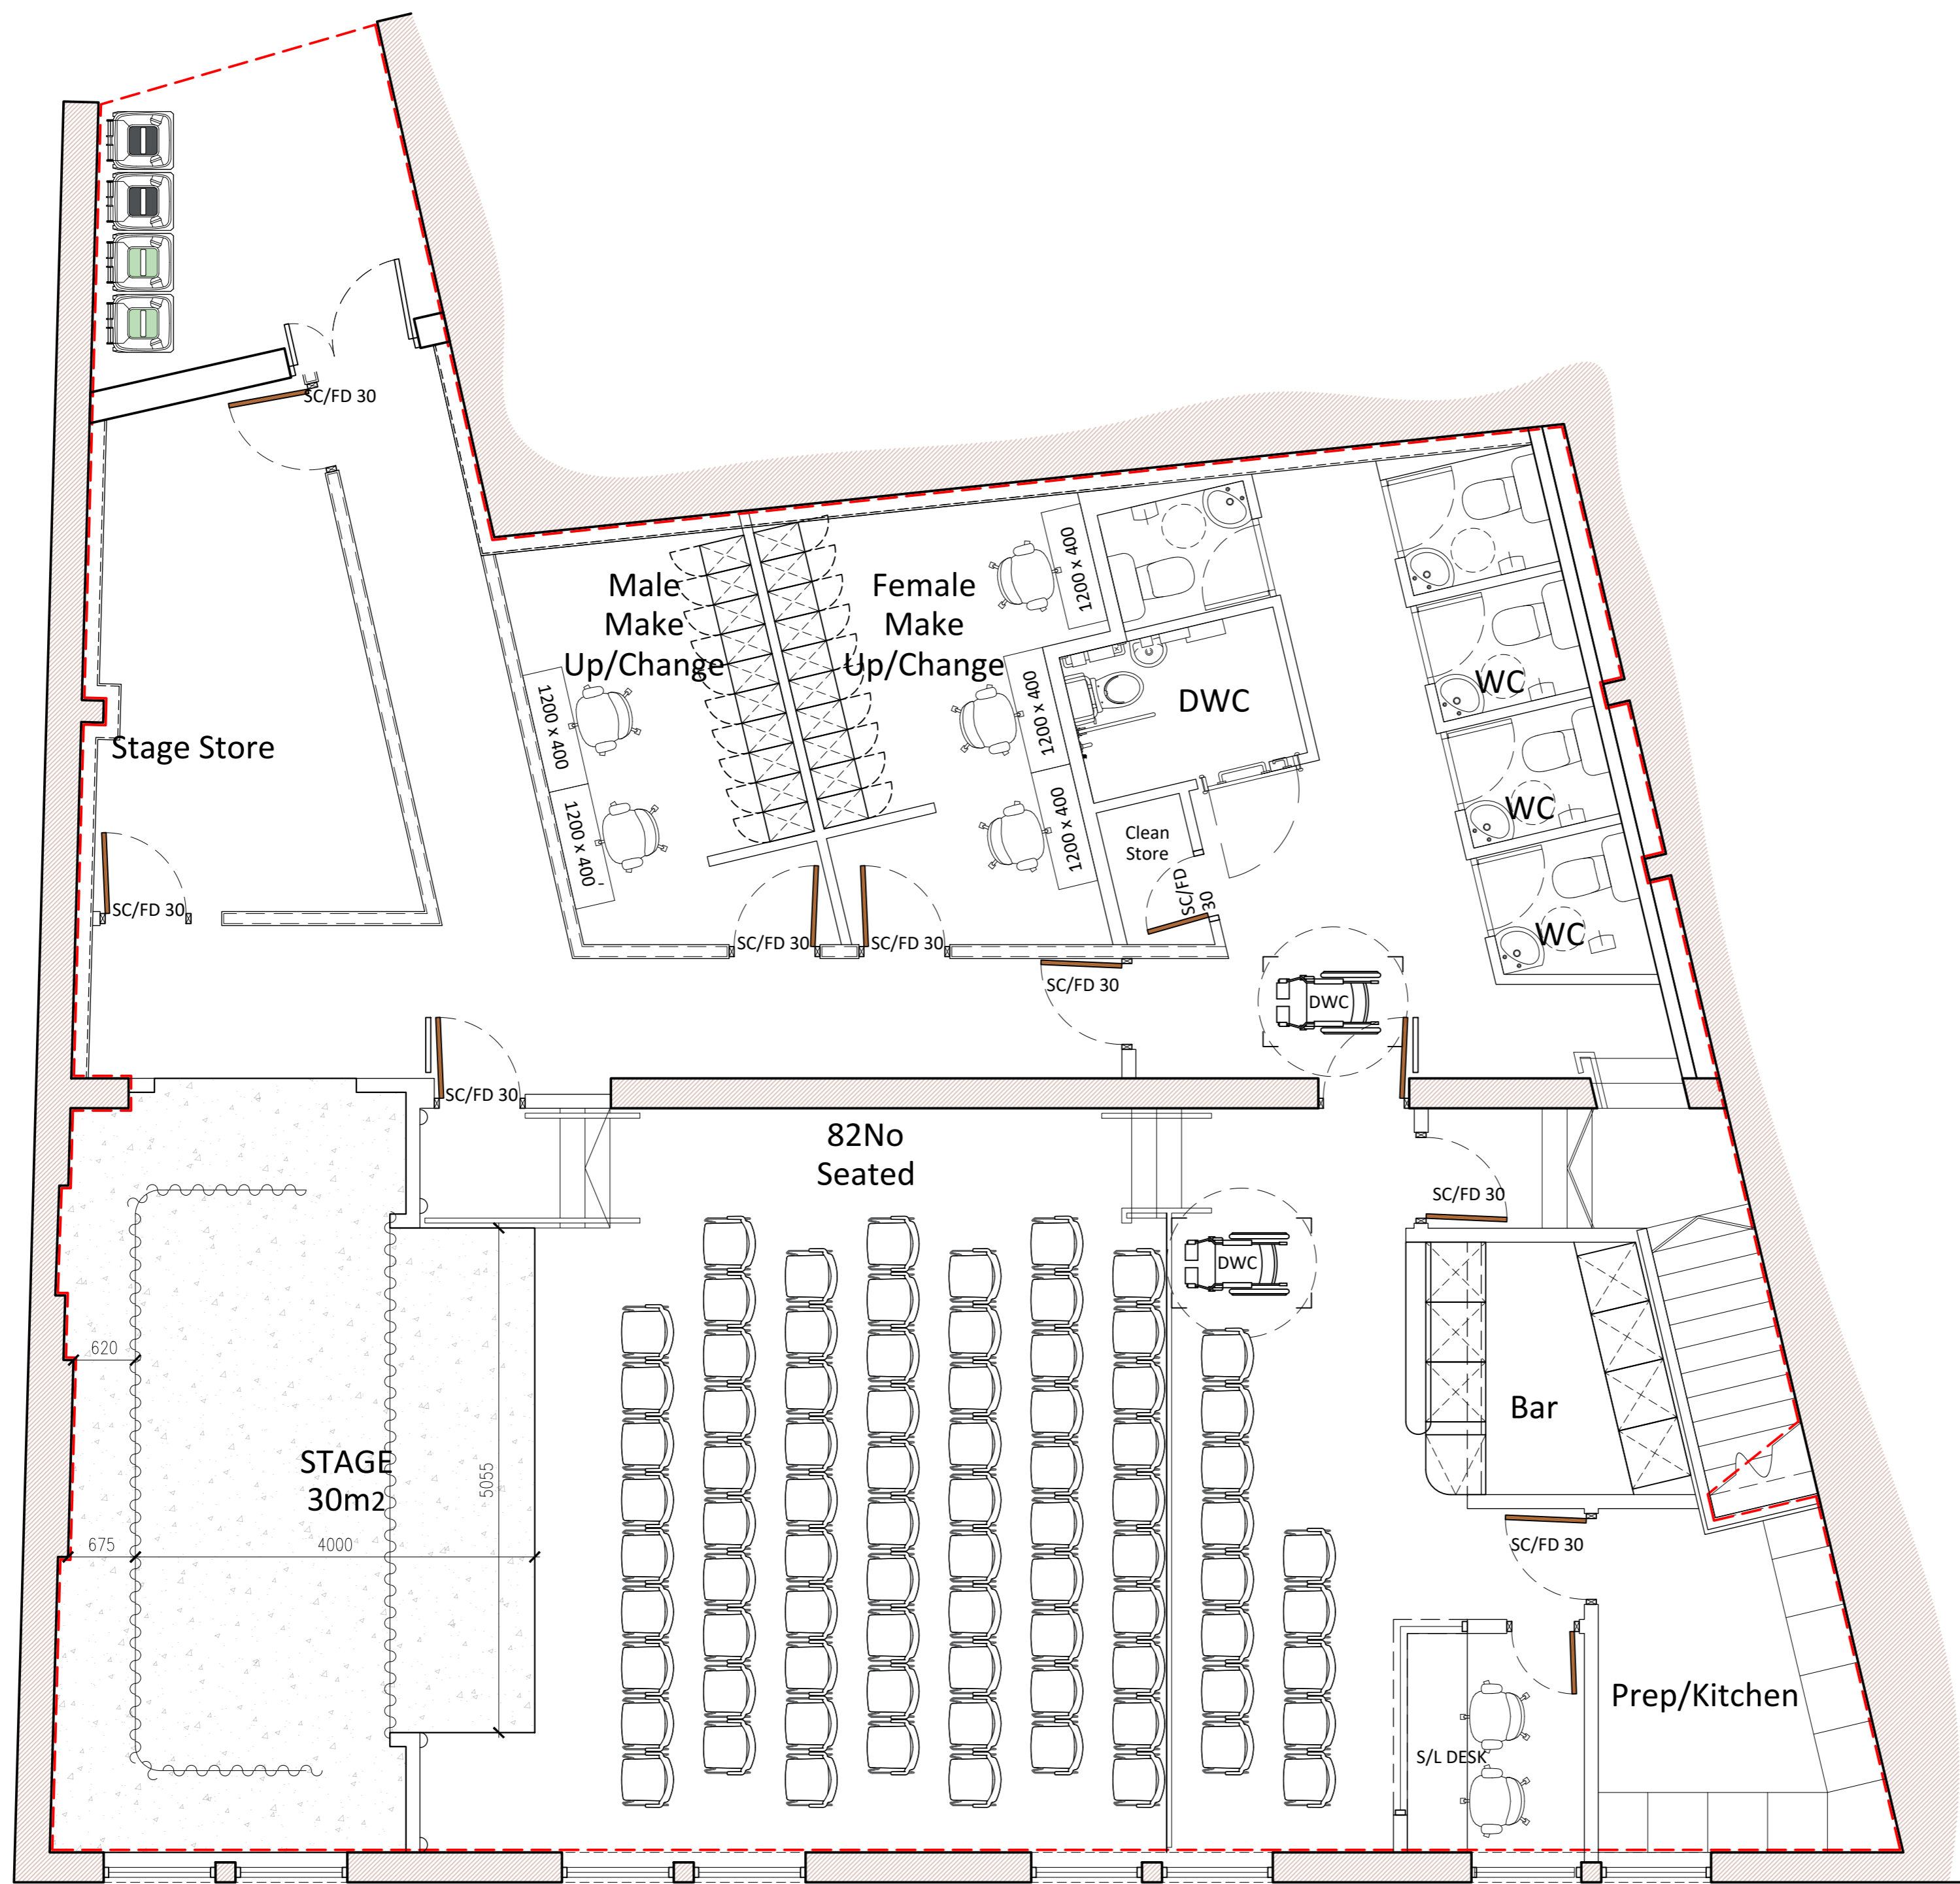 SC/FD 30
Male
Make
Up/Change
Female
Make
Up/Change
1200 x 400
1200 x 400
1200 x 400
1200 x 400
1200 x 400
DWC
WC
WC
WC
Stage Store
Clean
Store
SC/FD
30
SC/FD 30
SC/FD 30
SC/FD 30
SC/FD 30
DWC
SC/FD 30
82No
Seated
SC/FD 30
DWC
620
STAGE
30m2
5055
675
4000
Bar
SC/FD 30
Prep/Kitchen
S/L DESK